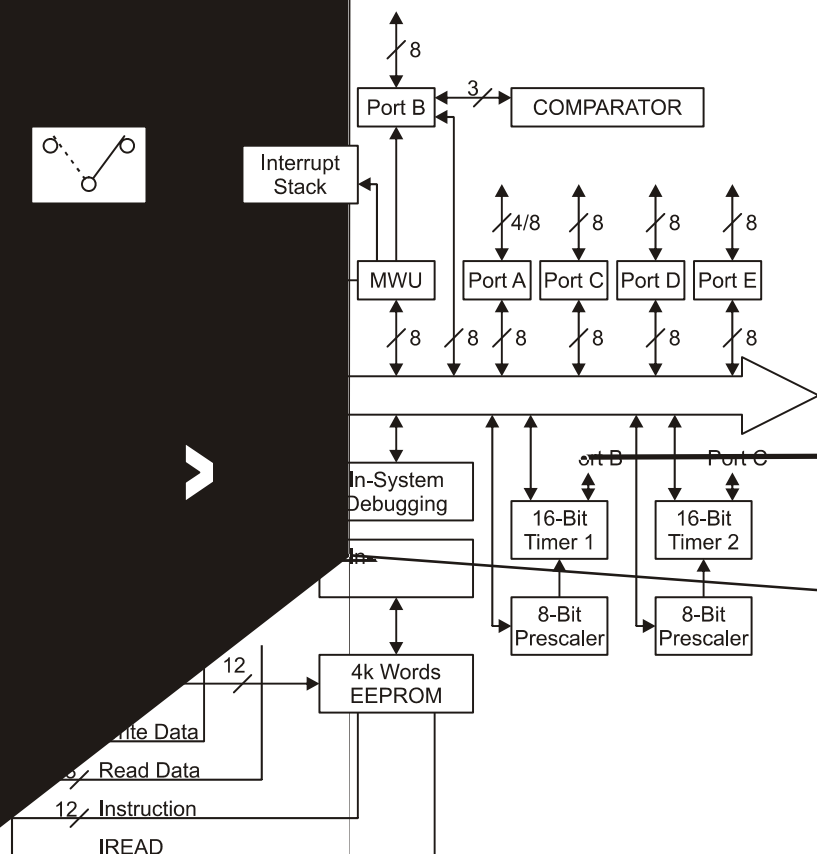 8
3
Port B
COMPARATOR
Interrupt
Stack
4/8
8
8
8
MWU
Port A
Port C
Port D
Port E
8
8
8
8
8
8
Port C
In-System
Debugging
16-Bit
Timer 1
16-Bit
Timer 2
In-
8-Bit
Prescaler
8-Bit
Prescaler
12
4k Words
EEPROM
Data
Read Data
12
Instruction
IREAD